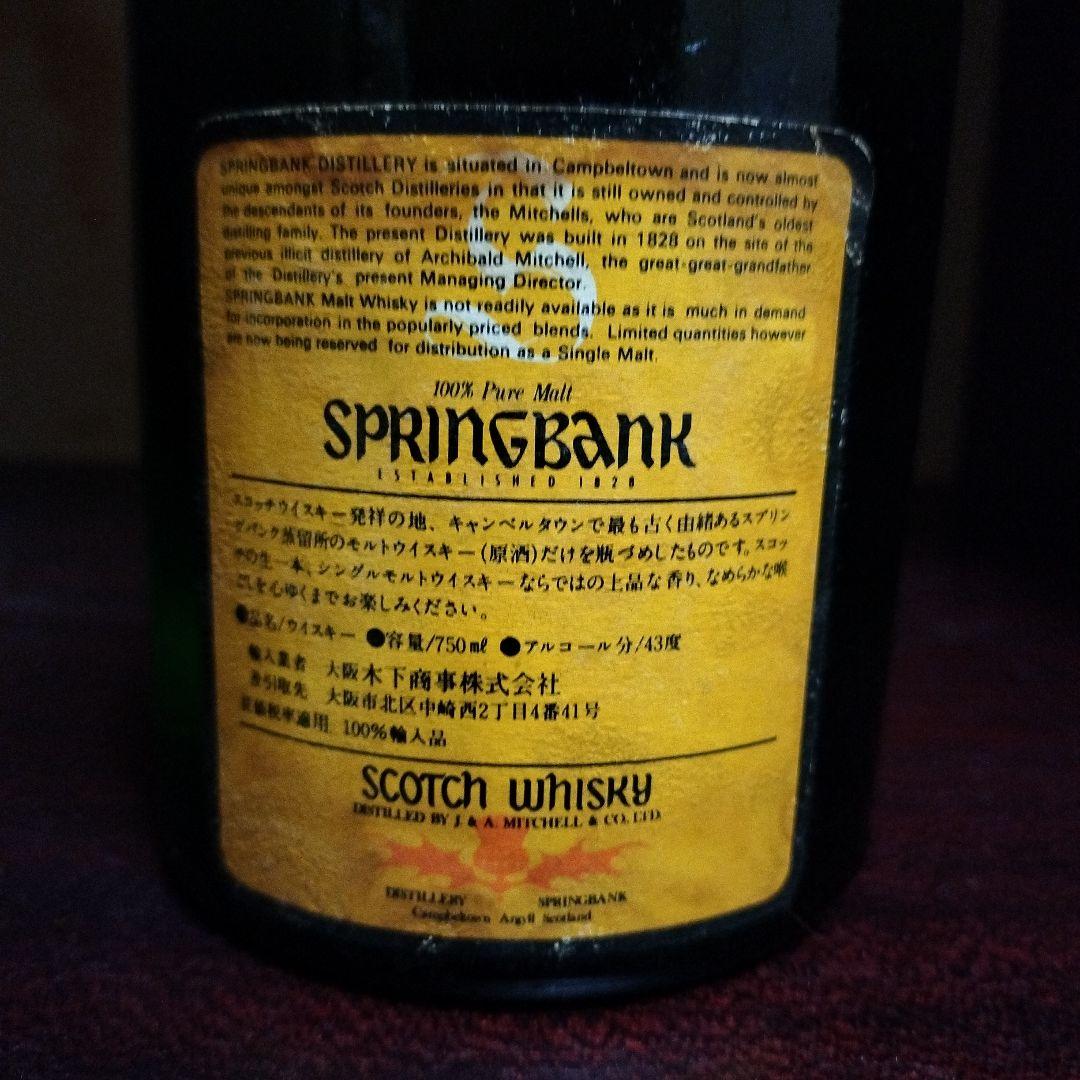 SPRINGBANK DISTILLERY is situated in Campbeltown and is now almost
unique amongst Scotch Distilleries in that it is still owned and controlled by
the descendants of its founders, the Mitchells, who are Scotland's oldest
distilling family. The present Distillery was built in 1828 on the site of the
previous illicit distillery of Archibald Mitchell, the great-great-grandfather
of the Distillery's present Managing Director.
SPRINGBANK Malt Whisky is not readily available as it is much in demand
for incorporation in the popularly priced blends. Limited quantities however
are now being reserved for distribution as a Single Malt.
S
100% Pure Malt
SPRINGBANK
ESTABLISHED 1828
スコッチウイスキー発祥の地、キャンベルタウンで最も古く由緒あるスプリン
グバンク蒸留所のモルトウイスキー(原酒)だけを瓶づめしたものです。スコッ
チの生一本、シングルモルトウイスキーならではの上品な香り、なめらかな喉
ごしを心ゆくまでお楽しみください。
●品名/ウイスキー ●容量/750㎖ ●アルコール分/43度
輸入業者 大阪木下商事株式会社
引取先 大阪市北区中崎西2丁目4番41号
従価税率適用 100%輸入品
SCOTCH WHISKY
DISTILLED BY J. & A. MITCHELL & CO. LTD.
DISTILLERY SPRINGBANK
Campbeltown Argyll Scotland